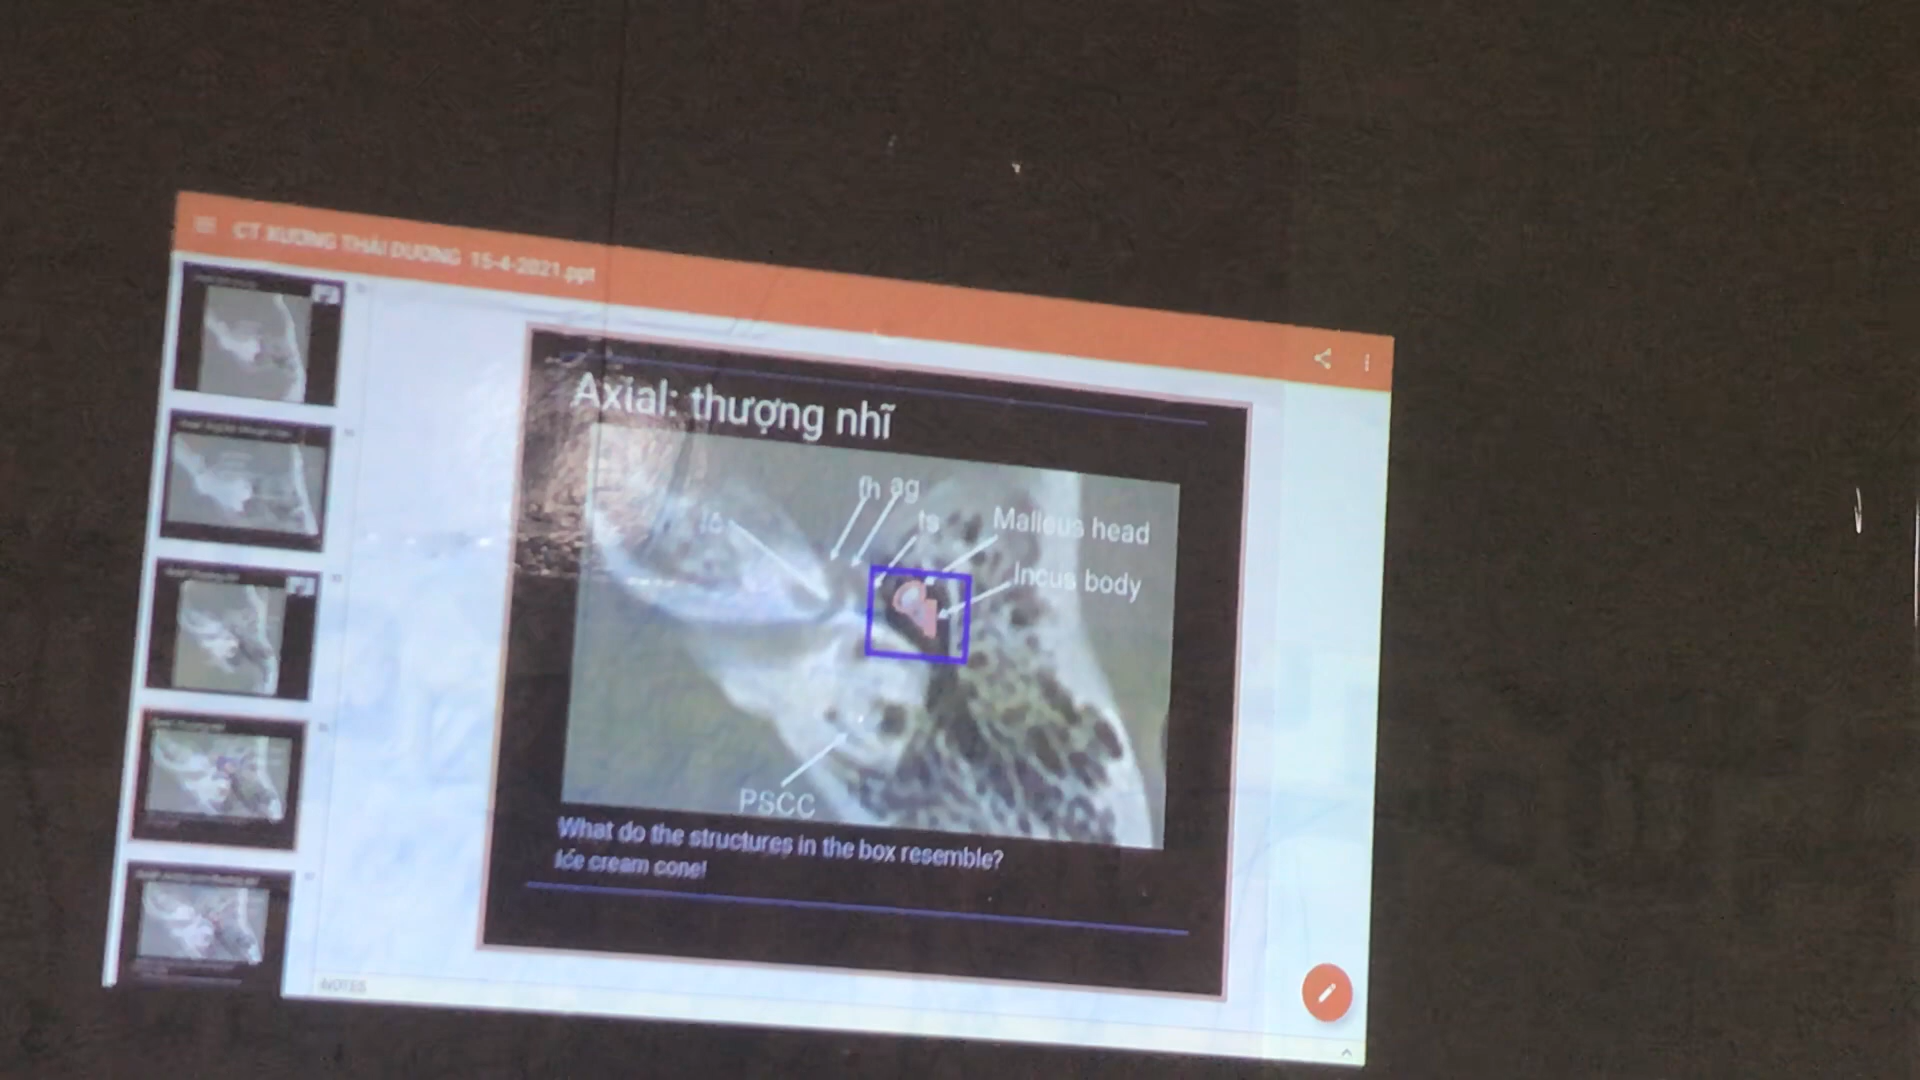 CT XƯƠNG THÁI DƯƠNG 15-4-2021.ppt
Axial: thượng nhĩ
fh ag
ts
Malleus head
Incus body
PSCC
What do the structures in the box resemble?
Ice cream cone!
NOTES